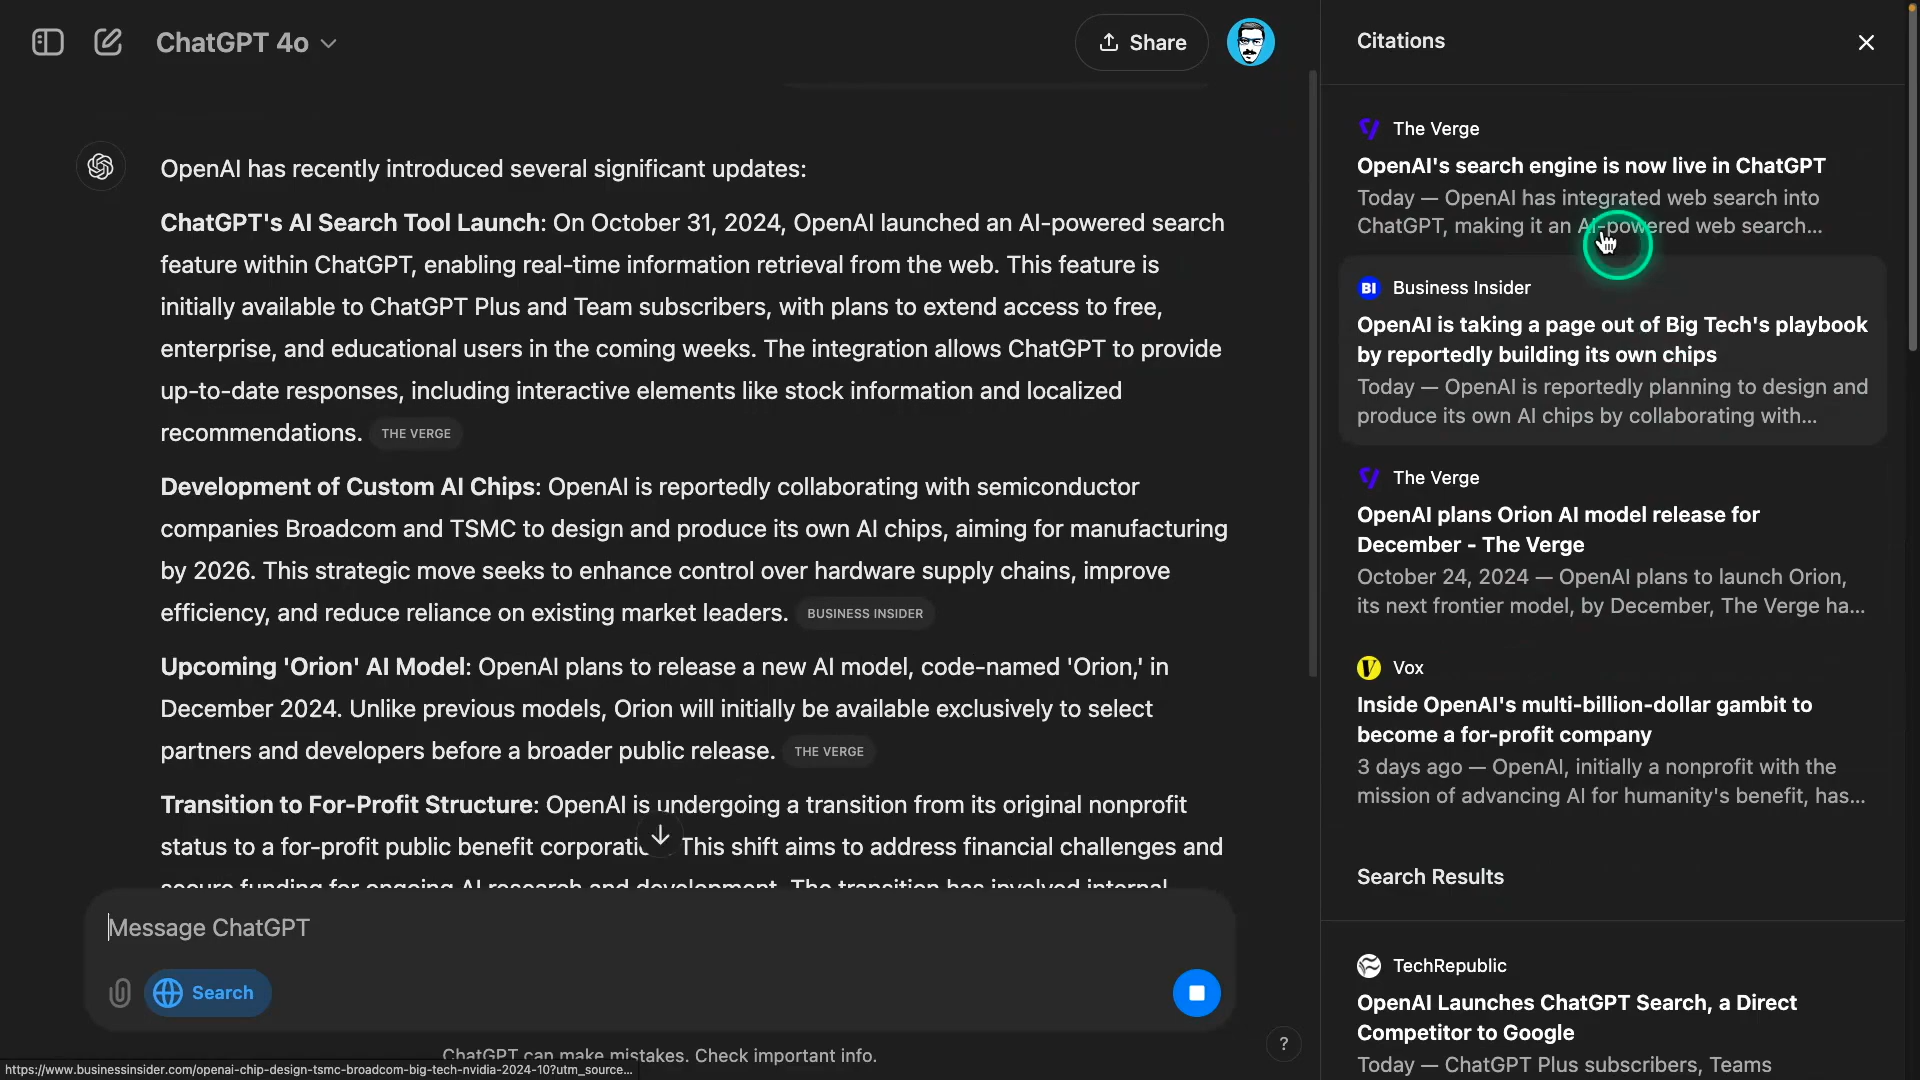 ChatGPT 4o
Share
OpenAI has recently introduced several significant updates:
ChatGPT's AI Search Tool Launch: On October 31, 2024, OpenAI launched an AI-powered search
feature within ChatGPT, enabling real-time information retrieval from the web. This feature is
initially available to ChatGPT Plus and Team subscribers, with plans to extend access to free,
enterprise, and educational users in the coming weeks. The integration allows ChatGPT to provide
up-to-date responses, including interactive elements like stock information and localized
recommendations. THE VERGE
Development of Custom AI Chips: OpenAI is reportedly collaborating with semiconductor
companies Broadcom and TSMC to design and produce its own AI chips, aiming for manufacturing
by 2026. This strategic move seeks to enhance control over hardware supply chains, improve
efficiency, and reduce reliance on existing market leaders. BUSINESS INSIDER
Upcoming 'Orion' AI Model: OpenAI plans to release a new AI model, code-named 'Orion,' in
December 2024. Unlike previous models, Orion will initially be available exclusively to select
partners and developers before a broader public release. THE VERGE
Transition to For-Profit Structure: OpenAI is undergoing a transition from its original nonprofit
status to a for-profit public benefit corporatio This shift aims to address financial challenges and
secure funding for ongoing AI research and development. The transition has involved internal
Message ChatGPT
Search
ChatGPT can make mistakes. Check important info.
?
https://www.businessinsider.com/openai-chip-design-tsmc-broadcom-big-tech-nvidia-2024-10?utm_source...
Citations
The Verge
OpenAI's search engine is now live in ChatGPT
Today — OpenAI has integrated web search into
ChatGPT, making it an AI-powered web search...
BI Business Insider
OpenAI is taking a page out of Big Tech's playbook
by reportedly building its own chips
Today — OpenAI is reportedly planning to design and
produce its own AI chips by collaborating with...
The Verge
OpenAI plans Orion AI model release for
December - The Verge
October 24, 2024 — OpenAI plans to launch Orion,
its next frontier model, by December, The Verge ha...
V Vox
Inside OpenAI's multi-billion-dollar gambit to
become a for-profit company
3 days ago — OpenAI, initially a nonprofit with the
mission of advancing AI for humanity's benefit, has...
Search Results
TechRepublic
OpenAI Launches ChatGPT Search, a Direct
Competitor to Google
Today — ChatGPT Plus subscribers, Teams